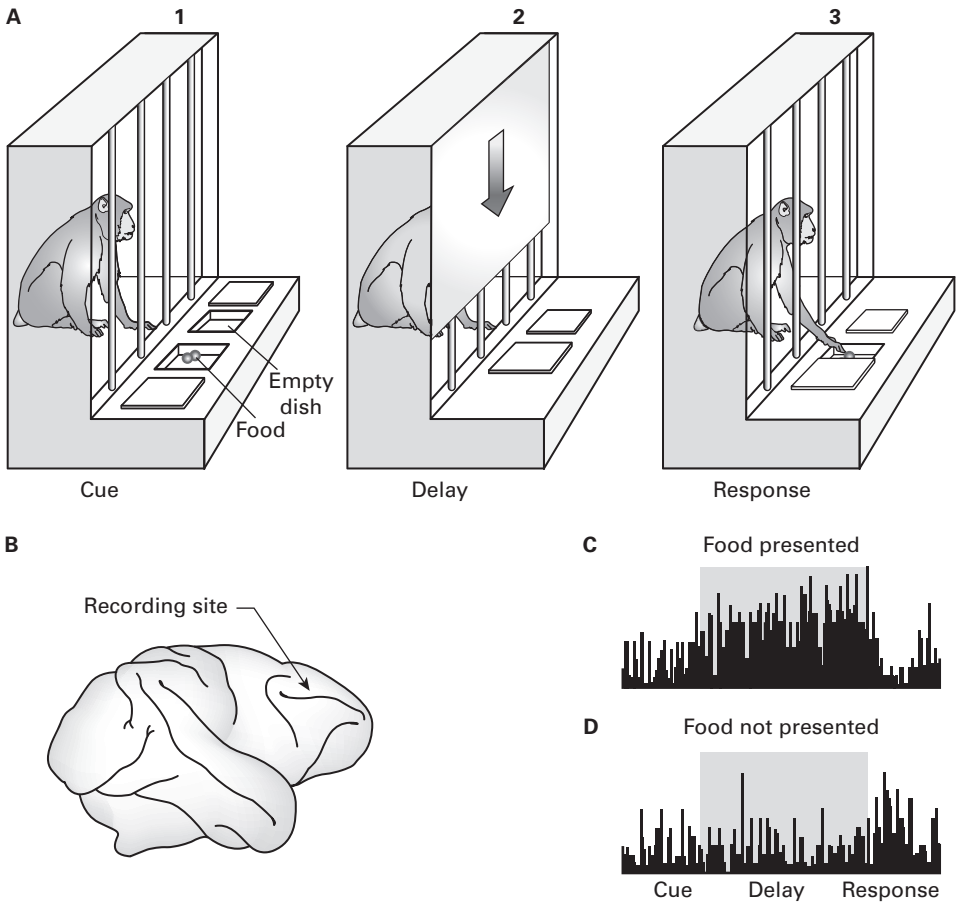 A
1
2
3
Empty
dish
Food
Cue
Delay
Response
B
Recording site
C
Food presented
D
Food not presented
Cue
Delay
Response